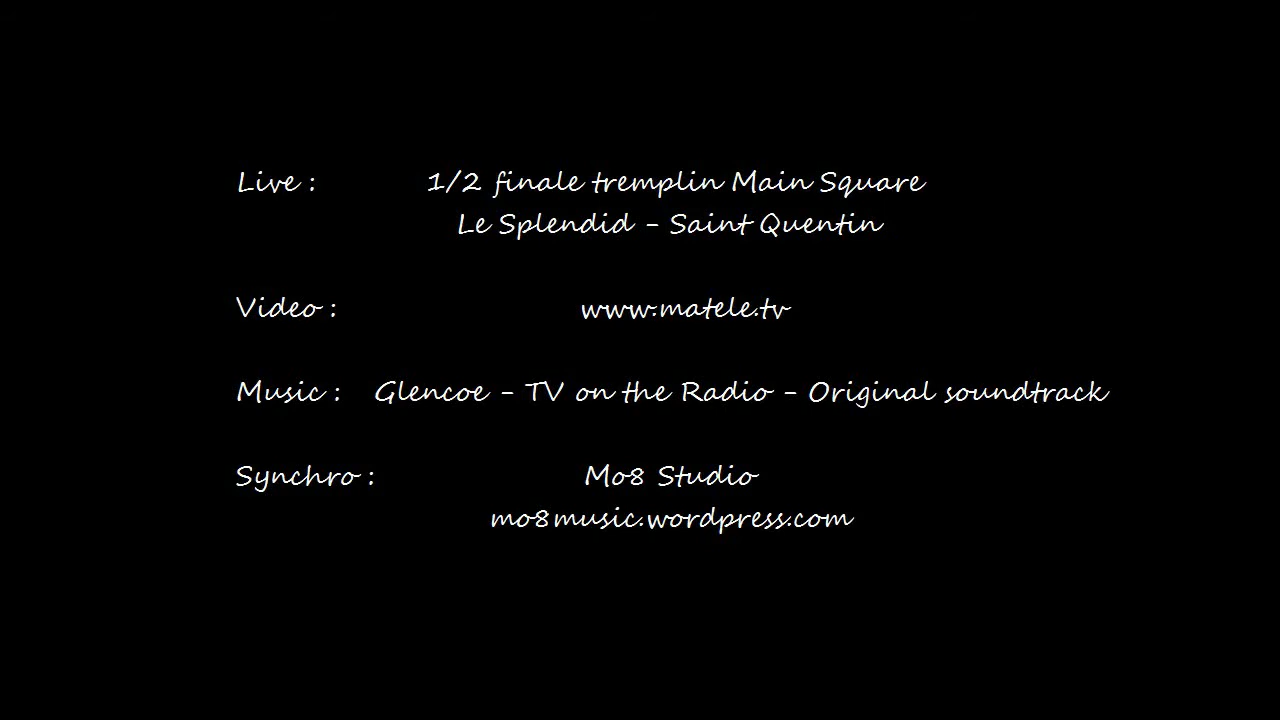 Live : 1/2 finale tremplin Main Square
Le Splendid - Saint Quentin
Video : www.matele.tv
Music : Glencoe - TV on the Radio - Original soundtrack
Synchro : Mo8 Studio
mo8music.wordpress.com